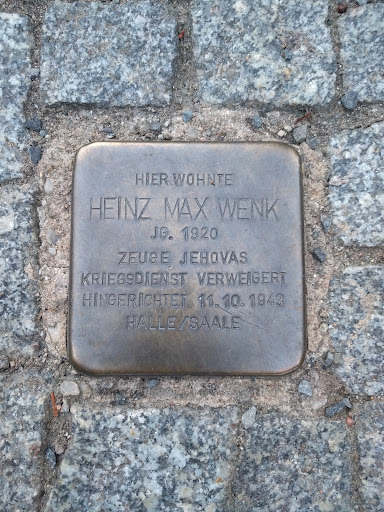 HIER WOHNTE
HEINZ MAX WENK
JG. 1920
ZEUGE JEHOVAS
KRIEGSDIENST VERWEIGERT
HINGERICHTET 11.10.1943
HALLE/SAALE